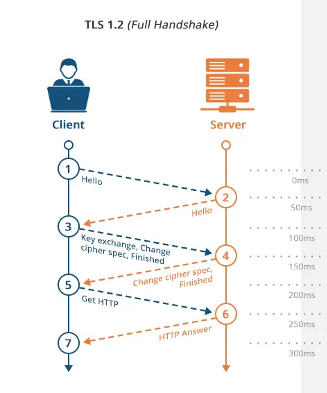 TLS 1.2 (Full Handshake)
Client
Server
1
Hello
0ms
2
Hello
50ms
3
Key exchange, Change
cipher spec, Finished
100ms
4
Change cipher spec,
Finished
150ms
5
Get HTTP
200ms
6
HTTP Answer
250ms
7
300ms